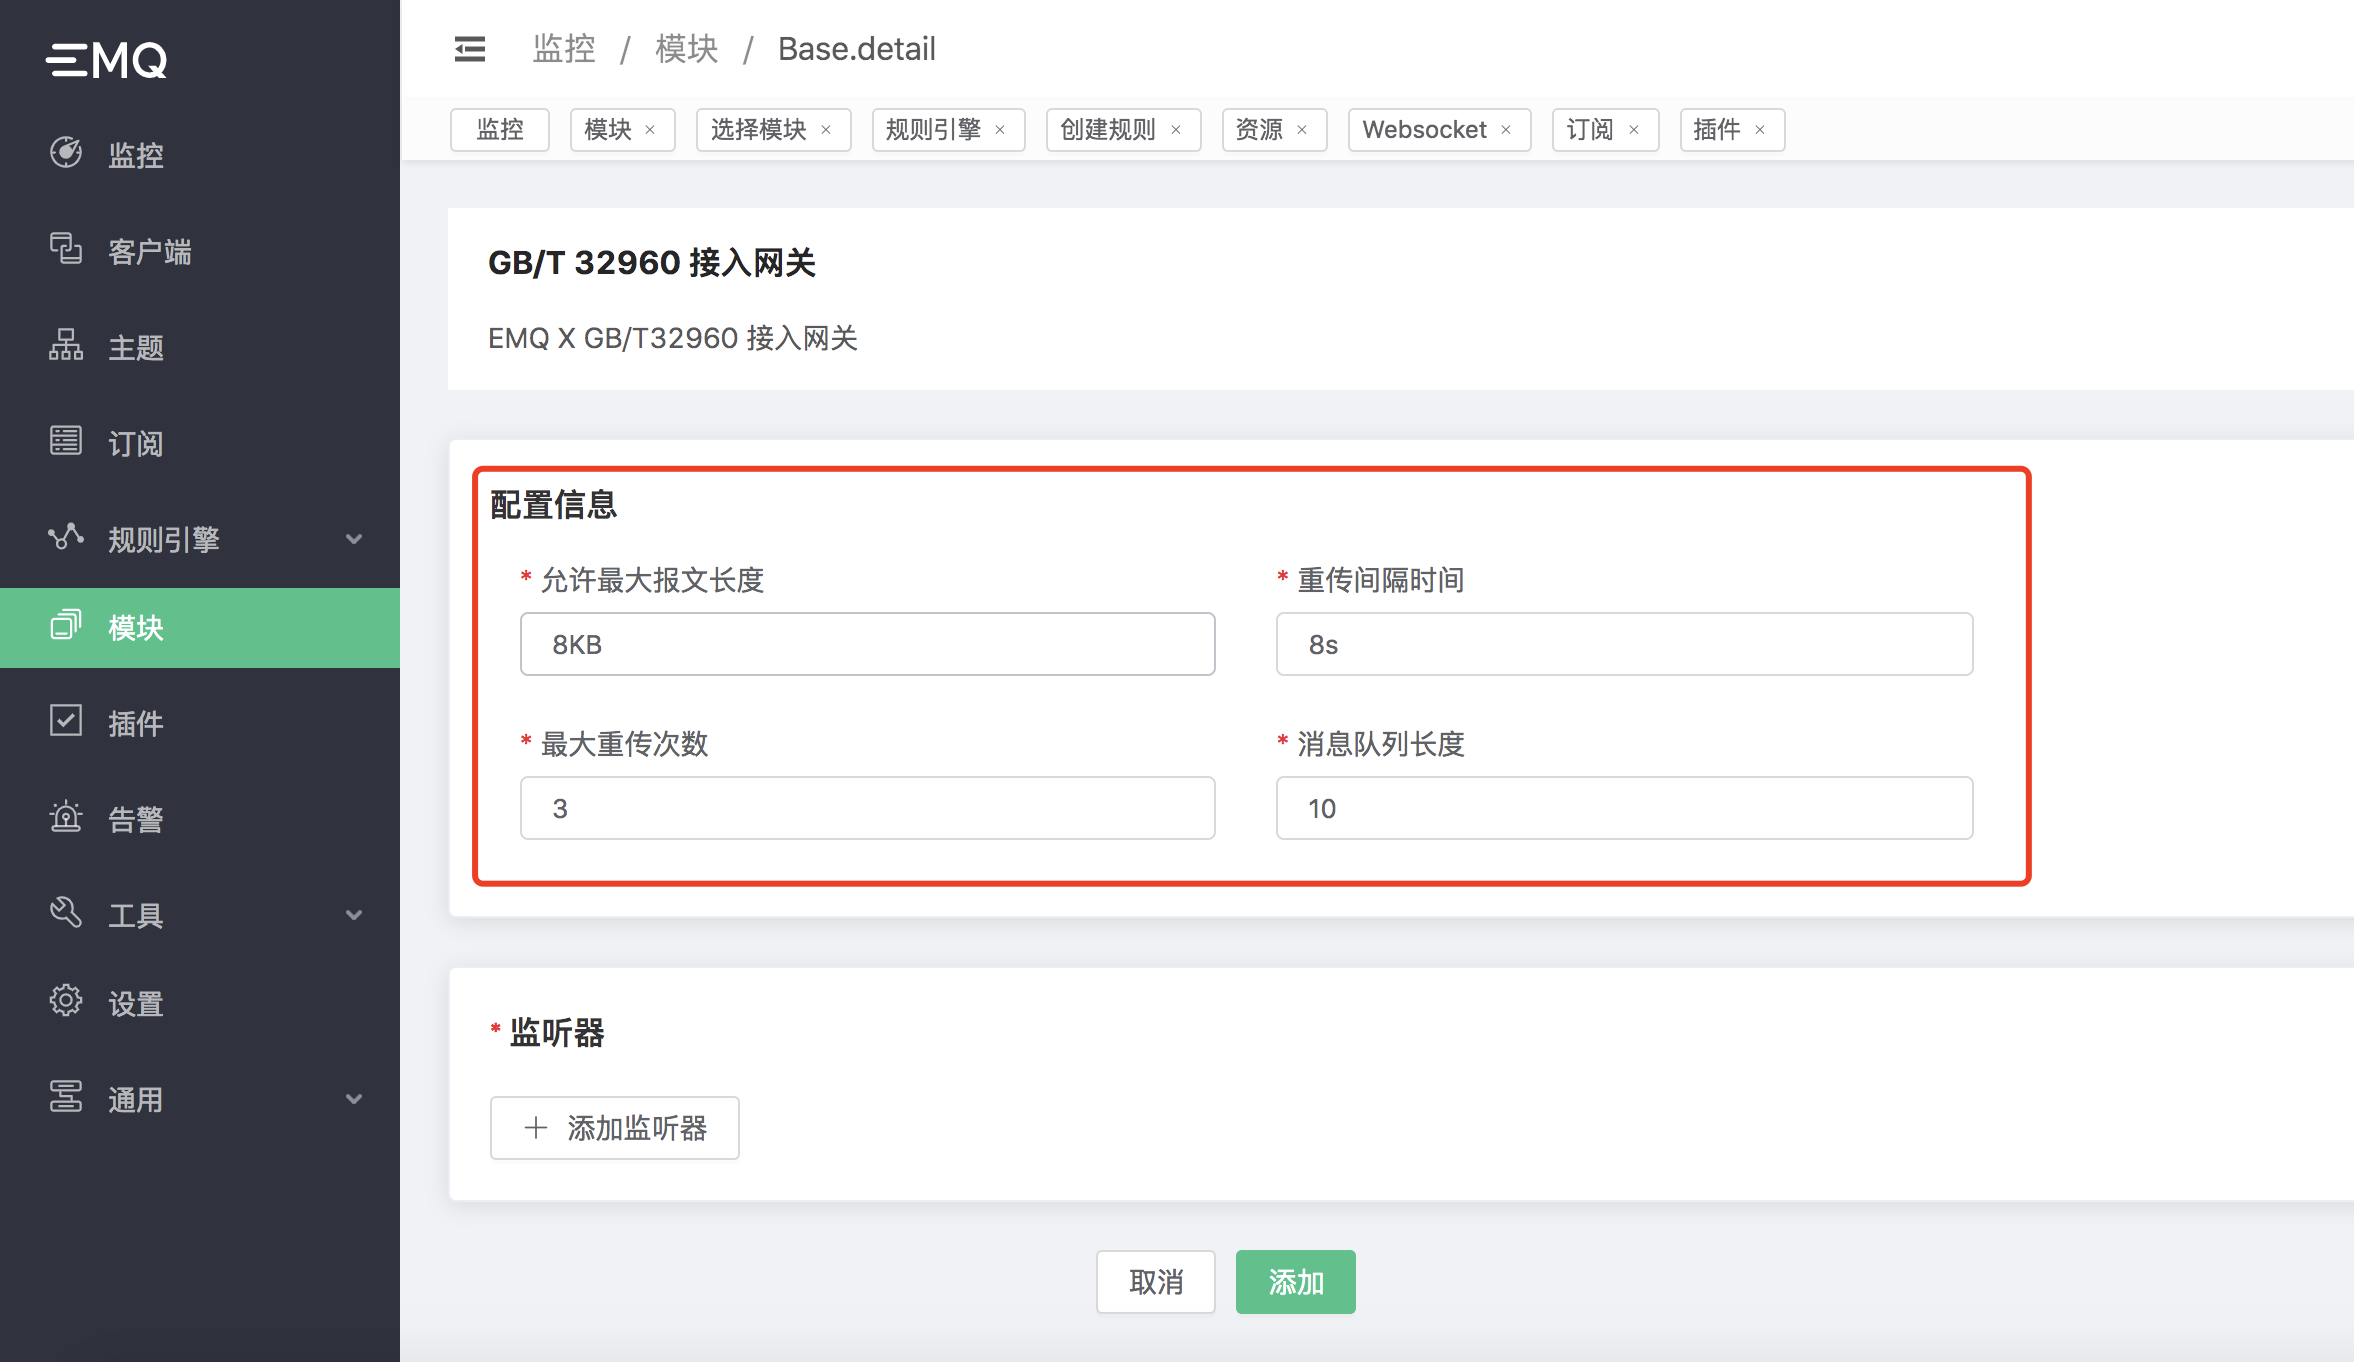 EMQ
监控
客户端
主题
订阅
规则引擎
模块
插件
告警
工具
设置
通用
监控 / 模块 / Base.detail
监控 模块 × 选择模块 × 规则引擎 × 创建规则 × 资源 × Websocket × 订阅 × 插件 ×
GB/T 32960 接入网关
EMQ X GB/T32960 接入网关
配置信息
* 允许最大报文长度 * 重传间隔时间
8KB 8s
* 最大重传次数 * 消息队列长度
3 10
* 监听器
+ 添加监听器
取消 添加